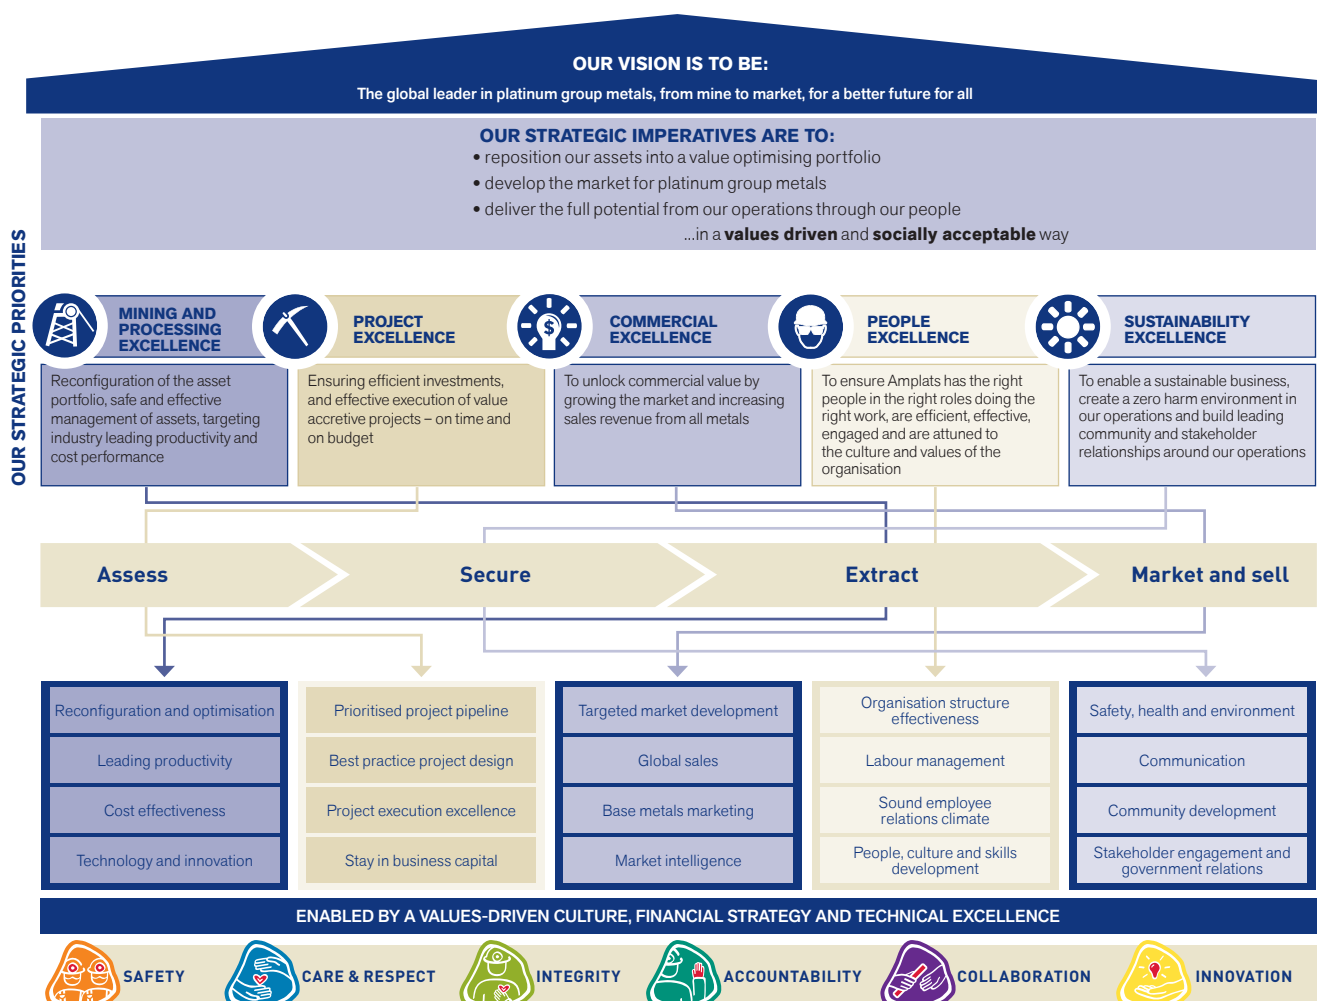 OUR VISION IS TO BE:
The global leader in platinum group metals, from mine to market, for a better future for all
OUR STRATEGIC IMPERATIVES ARE TO:
• reposition our assets into a value optimising portfolio
• develop the market for platinum group metals
• deliver the full potential from our operations through our people
...in a values driven and socially acceptable way
OUR STRATEGIC PRIORITIES
MINING AND
PROCESSING
EXCELLENCE
Reconfiguration of the asset
portfolio, safe and effective
management of assets, targeting
industry leading productivity and
cost performance
PROJECT
EXCELLENCE
Ensuring efficient investments,
and effective execution of value
accretive projects – on time and
on budget
$
COMMERCIAL
EXCELLENCE
To unlock commercial value by
growing the market and increasing
sales revenue from all metals
PEOPLE
EXCELLENCE
To ensure Amplats has the right
people in the right roles doing the
right work, are efficient, effective,
engaged and are attuned to
the culture and values of the
organisation
SUSTAINABILITY
EXCELLENCE
To enable a sustainable business,
create a zero harm environment in
our operations and build leading
community and stakeholder
relationships around our operations
Assess
Secure
Extract
Market and sell
Reconfiguration and optimisation
Leading productivity
Cost effectiveness
Technology and innovation
Prioritised project pipeline
Best practice project design
Project execution excellence
Stay in business capital
Targeted market development
Global sales
Base metals marketing
Market intelligence
Organisation structure
effectiveness
Labour management
Sound employee
relations climate
People, culture and skills
development
Safety, health and environment
Communication
Community development
Stakeholder engagement and
government relations
ENABLED BY A VALUES-DRIVEN CULTURE, FINANCIAL STRATEGY AND TECHNICAL EXCELLENCE
SAFETY
CARE & RESPECT
INTEGRITY
ACCOUNTABILITY
COLLABORATION
INNOVATION